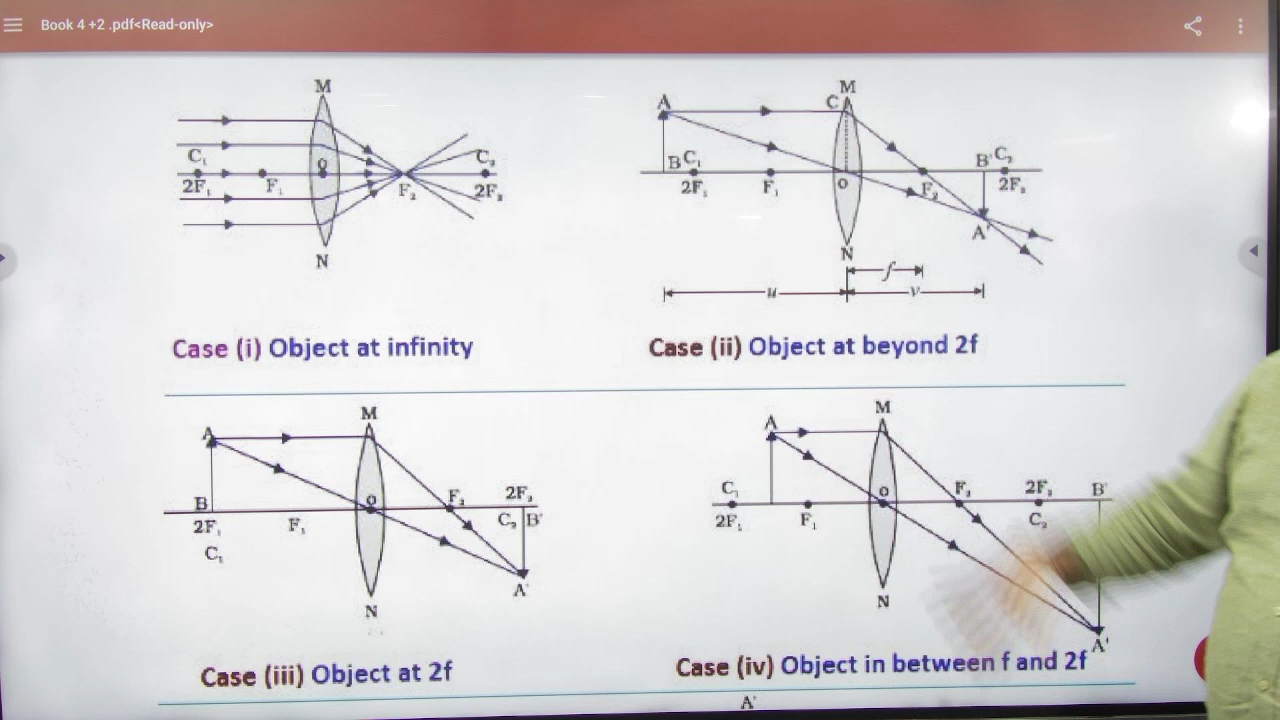 Book 4 +2 .pdf<Read-only>
M
C₁
O
C₂
2F₁
F₁
F₂
2F₂
N
Case (i) Object at infinity
A
M
C
B C₁
B' C₂
2F₁
F₁
O
F₂
2F₂
A'
N
f
u
v
Case (ii) Object at beyond 2f
A
M
B
O
F₂
2F₂
2F₁
F₁
C₂
B'
C₁
A'
N
Case (iii) Object at 2f
A
M
C₁
O
F₂
2F₂
B'
2F₁
F₁
C₂
N
A'
Case (iv) Object in between f and 2f
A'